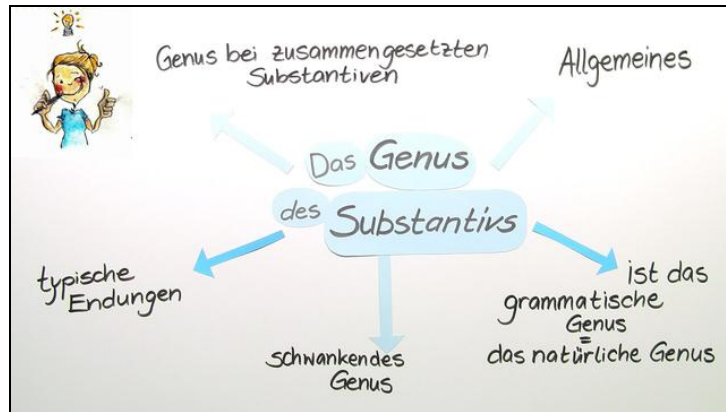 Genus bei zusammengesetzten
Substantiven
Allgemeines
Das Genus
des Substantivs
typische
Endungen
schwankendes
Genus
ist das
grammatische
Genus
=
das natürliche Genus